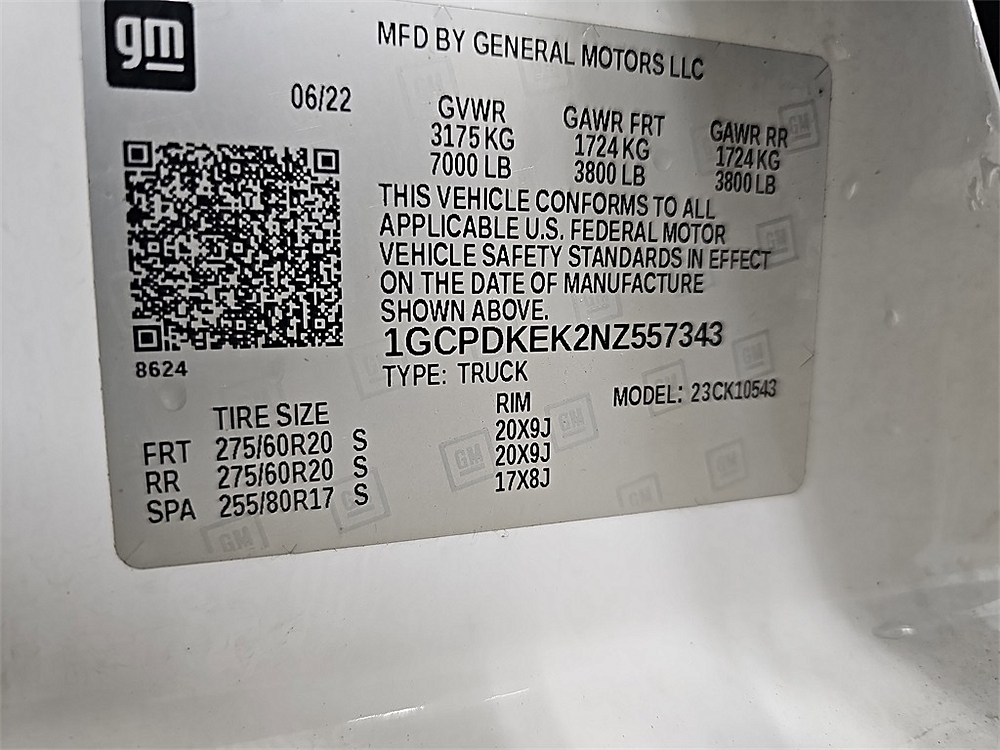 gm
MFD BY GENERAL MOTORS LLC
06/22
GVWR GAWR FRT GAWR RR
3175 KG 1724 KG 1724 KG
7000 LB 3800 LB 3800 LB
THIS VEHICLE CONFORMS TO ALL
APPLICABLE U.S. FEDERAL MOTOR
VEHICLE SAFETY STANDARDS IN EFFECT
ON THE DATE OF MANUFACTURE
SHOWN ABOVE.
1GCPDKEK2NZ557343
8624
TYPE: TRUCK
MODEL: 23CK10543
TIRE SIZE RIM
FRT 275/60R20 S 20X9J
RR 275/60R20 S 20X9J
SPA 255/80R17 S 17X8J